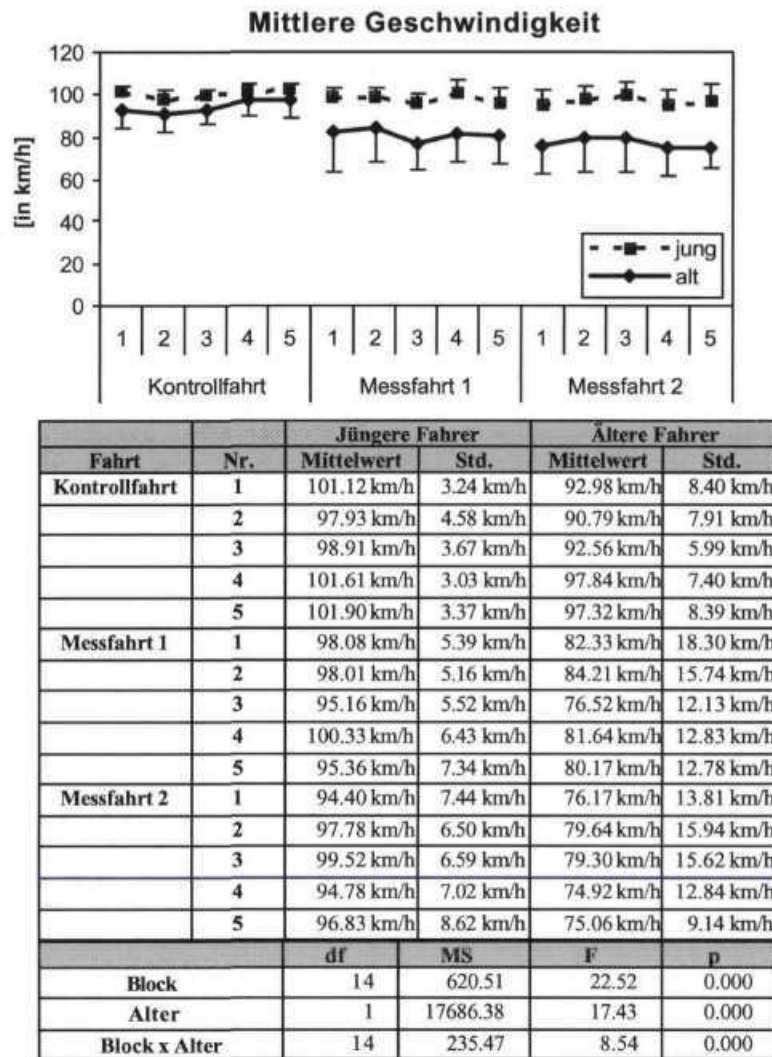 Mittlere Geschwindigkeit
[in km/h]
120
100
80
60
40
20
0
jung
alt
1 2 3 4 5 1 2 3 4 5 1 2 3 4 5
Kontrollfahrt Messfahrt 1 Messfahrt 2
Jüngere Fahrer Ältere Fahrer
Fahrt Nr. Mittelwert Std. Mittelwert Std.
Kontrollfahrt 1 101.12 km/h 3.24 km/h 92.98 km/h 8.40 km/h
2 97.93 km/h 4.58 km/h 90.79 km/h 7.91 km/h
3 98.91 km/h 3.67 km/h 92.56 km/h 5.99 km/h
4 101.61 km/h 3.03 km/h 97.84 km/h 7.40 km/h
5 101.90 km/h 3.37 km/h 97.32 km/h 8.39 km/h
Messfahrt 1 1 98.08 km/h 5.39 km/h 82.33 km/h 18.30 km/h
2 98.01 km/h 5.16 km/h 84.21 km/h 15.74 km/h
3 95.16 km/h 5.52 km/h 76.52 km/h 12.13 km/h
4 100.33 km/h 6.43 km/h 81.64 km/h 12.83 km/h
5 95.36 km/h 7.34 km/h 80.17 km/h 12.78 km/h
Messfahrt 2 1 94.40 km/h 7.44 km/h 76.17 km/h 13.81 km/h
2 97.78 km/h 6.50 km/h 79.64 km/h 15.94 km/h
3 99.52 km/h 6.59 km/h 79.30 km/h 15.62 km/h
4 94.78 km/h 7.02 km/h 74.92 km/h 12.84 km/h
5 96.83 km/h 8.62 km/h 75.06 km/h 9.14 km/h
df MS F p
Block 14 620.51 22.52 0.000
Alter 1 17686.38 17.43 0.000
Block x Alter 14 235.47 8.54 0.000